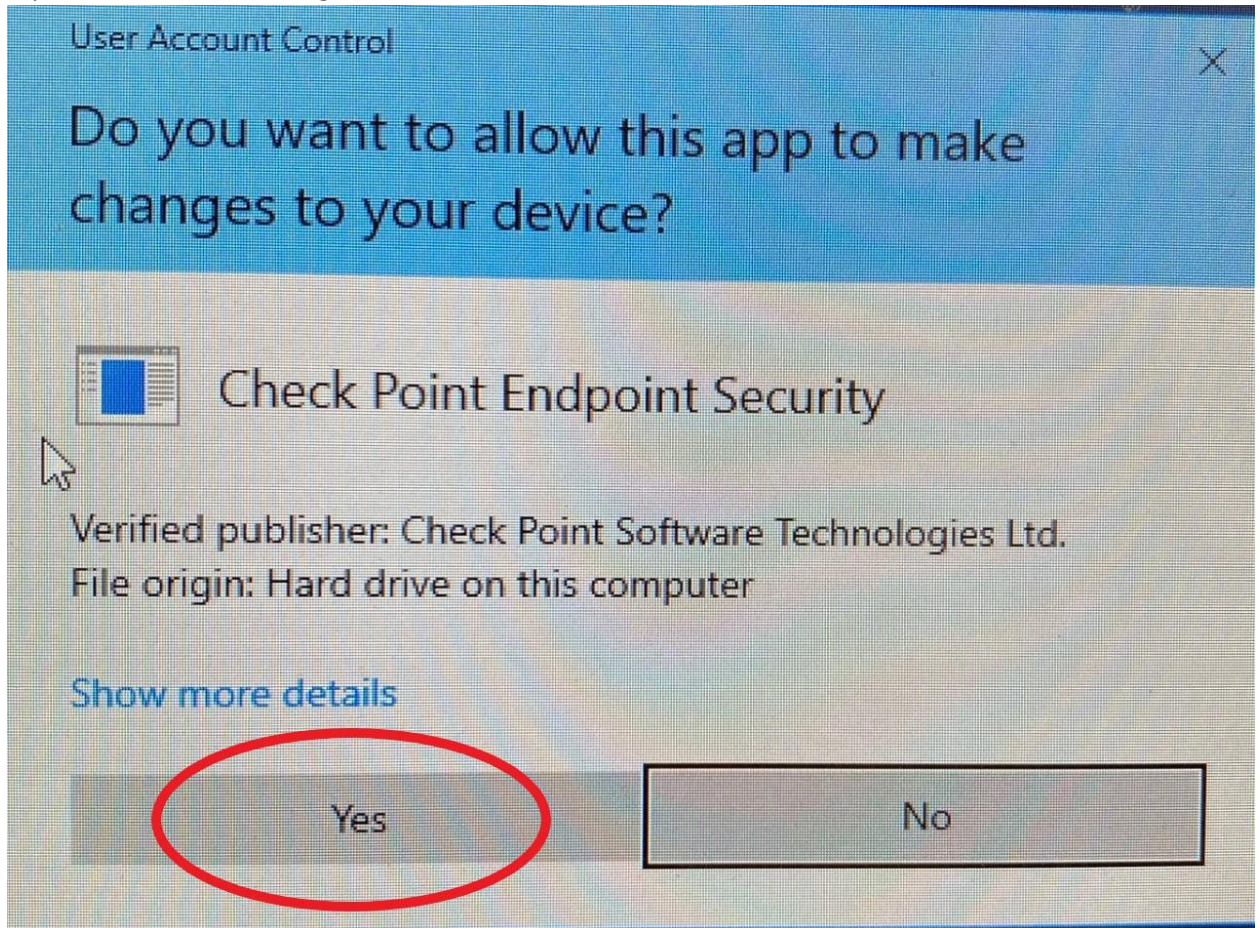 User Account Control
Do you want to allow this app to make
changes to your device?
Check Point Endpoint Security
Verified publisher: Check Point Software Technologies Ltd.
File origin: Hard drive on this computer
Show more details
Yes
No